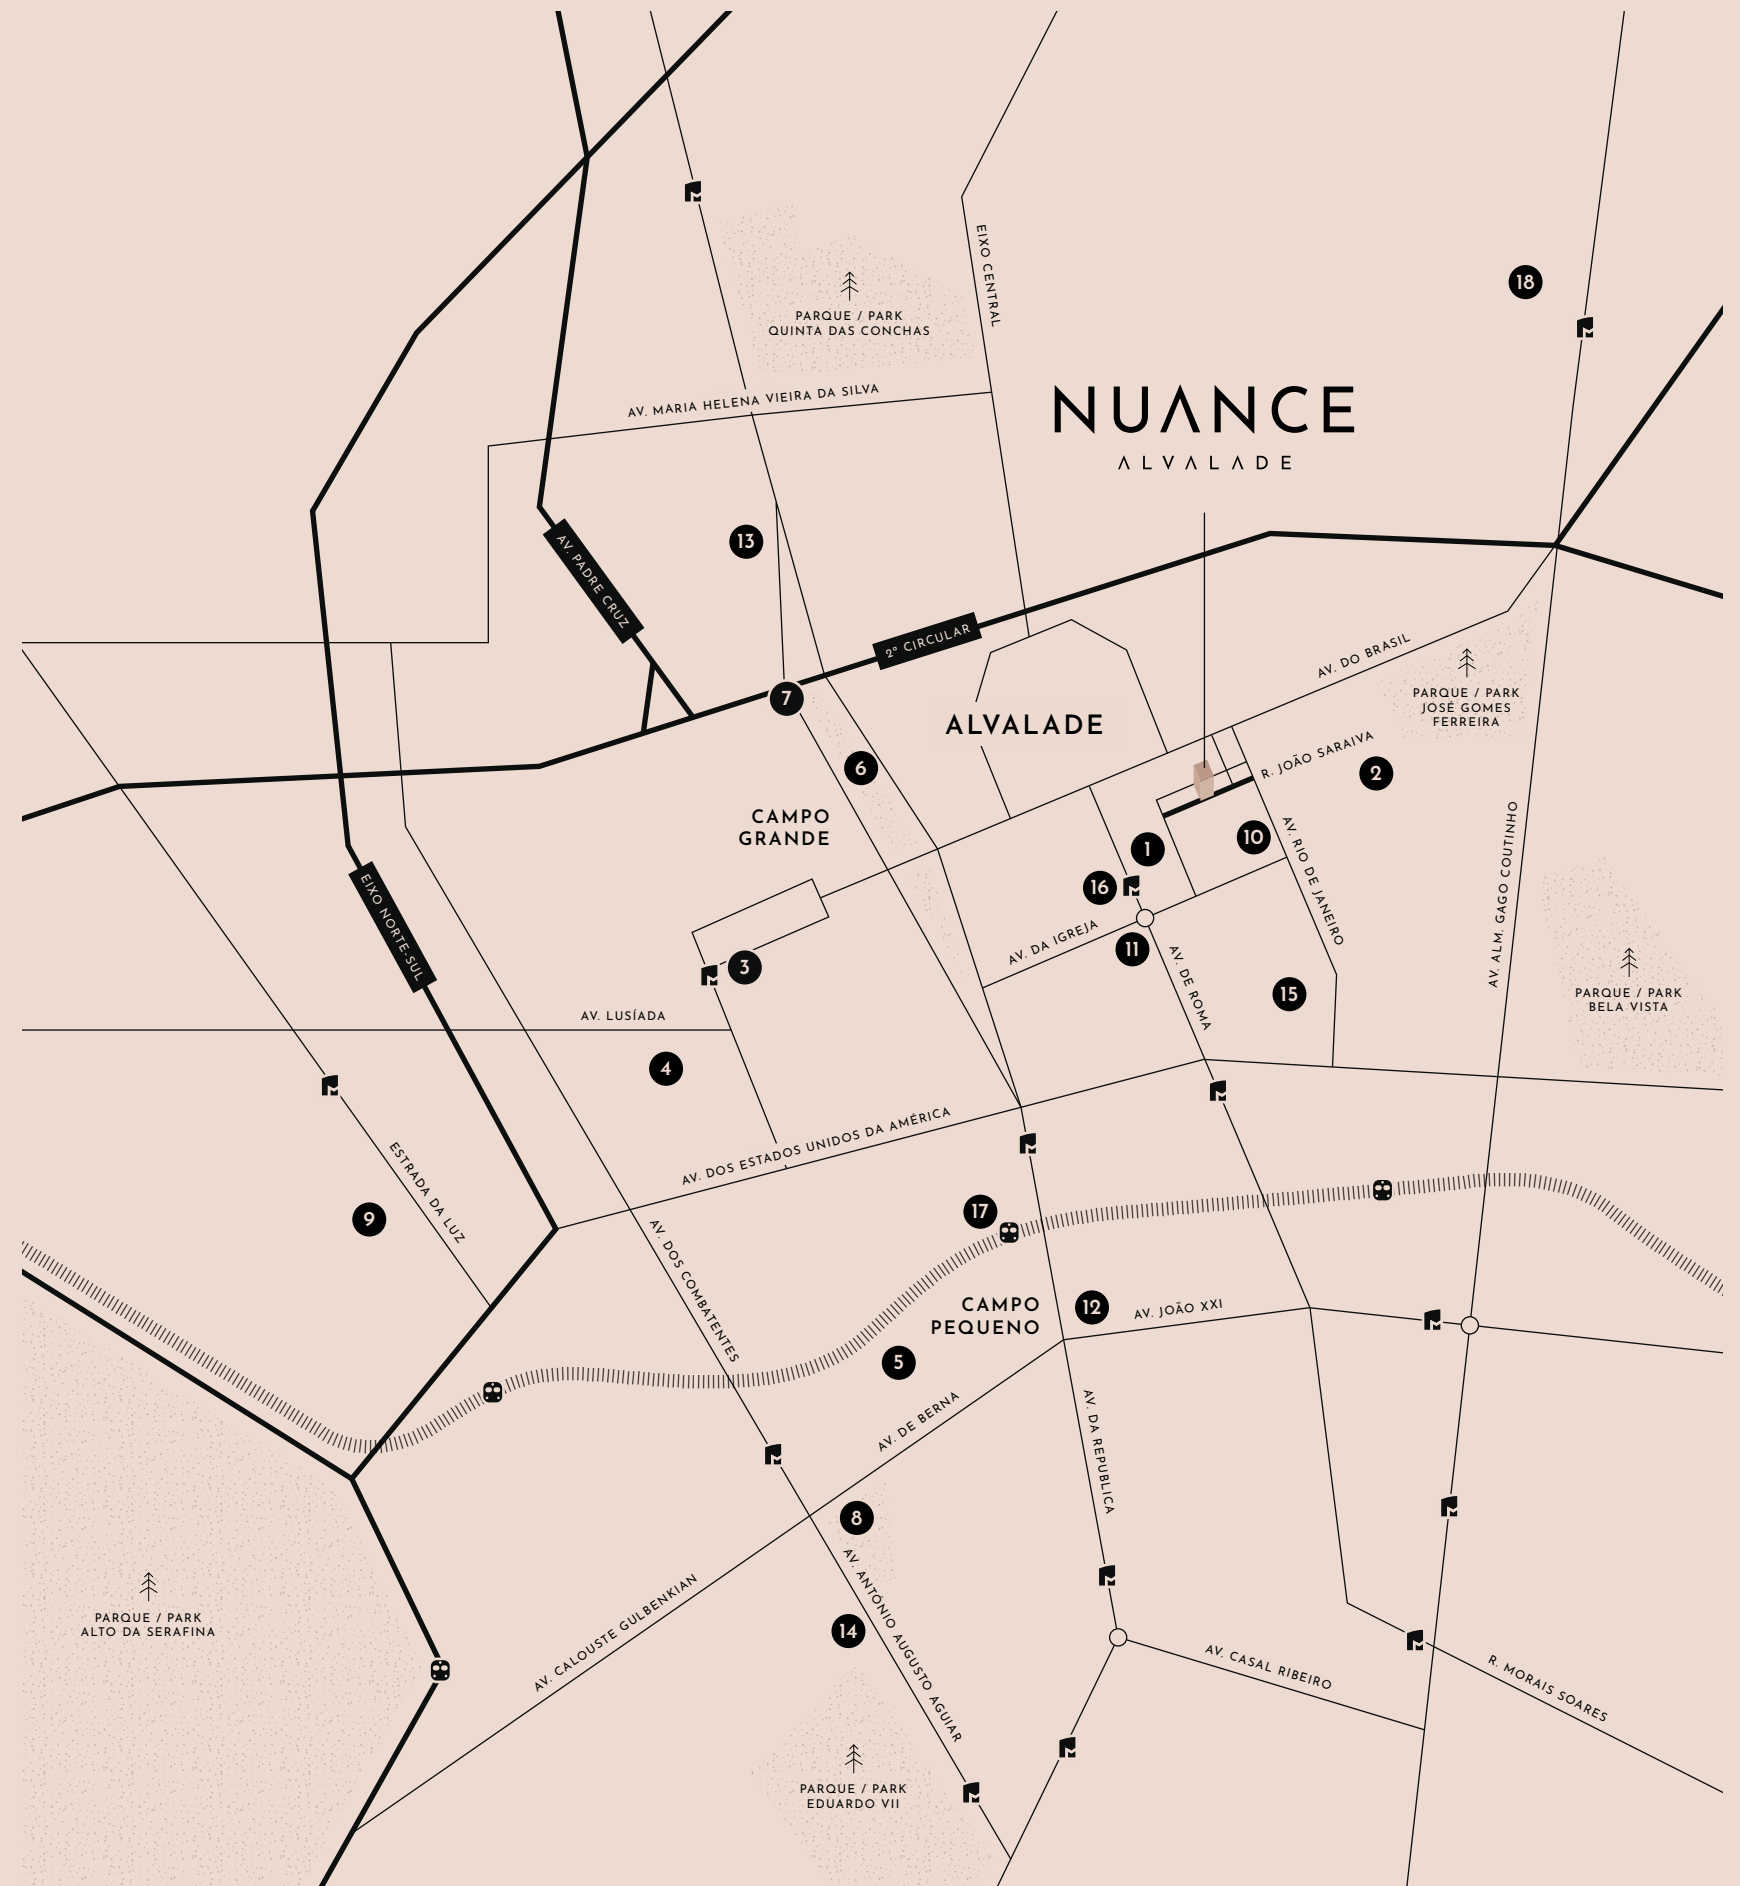 EIXO CENTRAL
18
PARQUE / PARK
QUINTA DAS CONCHAS
AV. MARIA HELENA VIEIRA DA SILVA
NUANCE
ALVALADE
13
AV. PADRE CRUZ
2º CIRCULAR
AV. DO BRASIL
PARQUE / PARK
JOSÉ GOMES
FERREIRA
7
ALVALADE
R. JOÃO SARAIVA
6
2
CAMPO
GRANDE
1
10
AV. RIO DE JANEIRO
AV. ALM. GAGO COUTINHO
16
EIXO NORTE-SUL
AV. DA IGREJA
11
3
AV. DE ROMA
15
PARQUE / PARK
BELA VISTA
AV. LUSÍADA
4
AV. DOS ESTADOS UNIDOS DA AMÉRICA
ESTRADA DA LUZ
9
17
AV. DOS COMBATENTES
CAMPO
PEQUENO
12
AV. JOÃO XXI
5
AV. DE BERNA
AV. DA REPUBLICA
8
AV. ANTÓNIO AUGUSTO AGUIAR
AV. CALOUSTE GULBENKIAN
14
PARQUE / PARK
ALTO DA SERAFINA
AV. CASAL RIBEIRO
R. MORAIS SOARES
PARQUE / PARK
EDUARDO VII